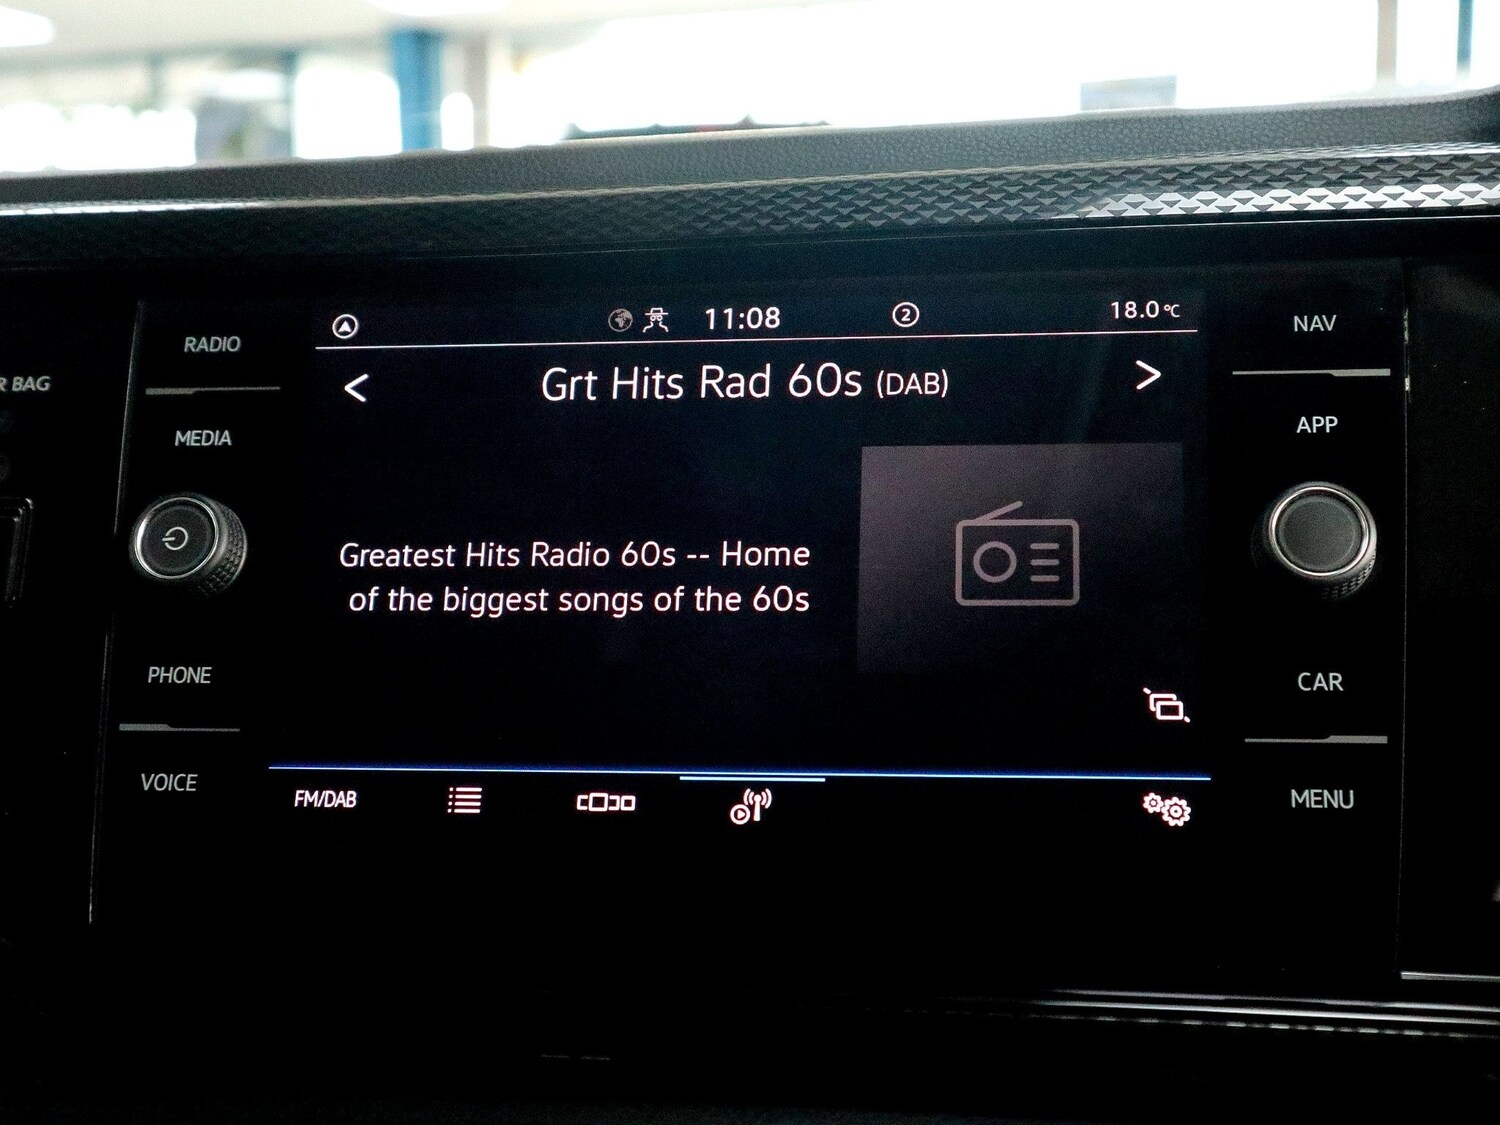 11:08
2
18.0 °C
< Grt Hits Rad 60s (DAB) >
Greatest Hits Radio 60s -- Home
of the biggest songs of the 60s
FM/DAB
RADIO
MEDIA
PHONE
VOICE
NAV
APP
CAR
MENU
R BAG